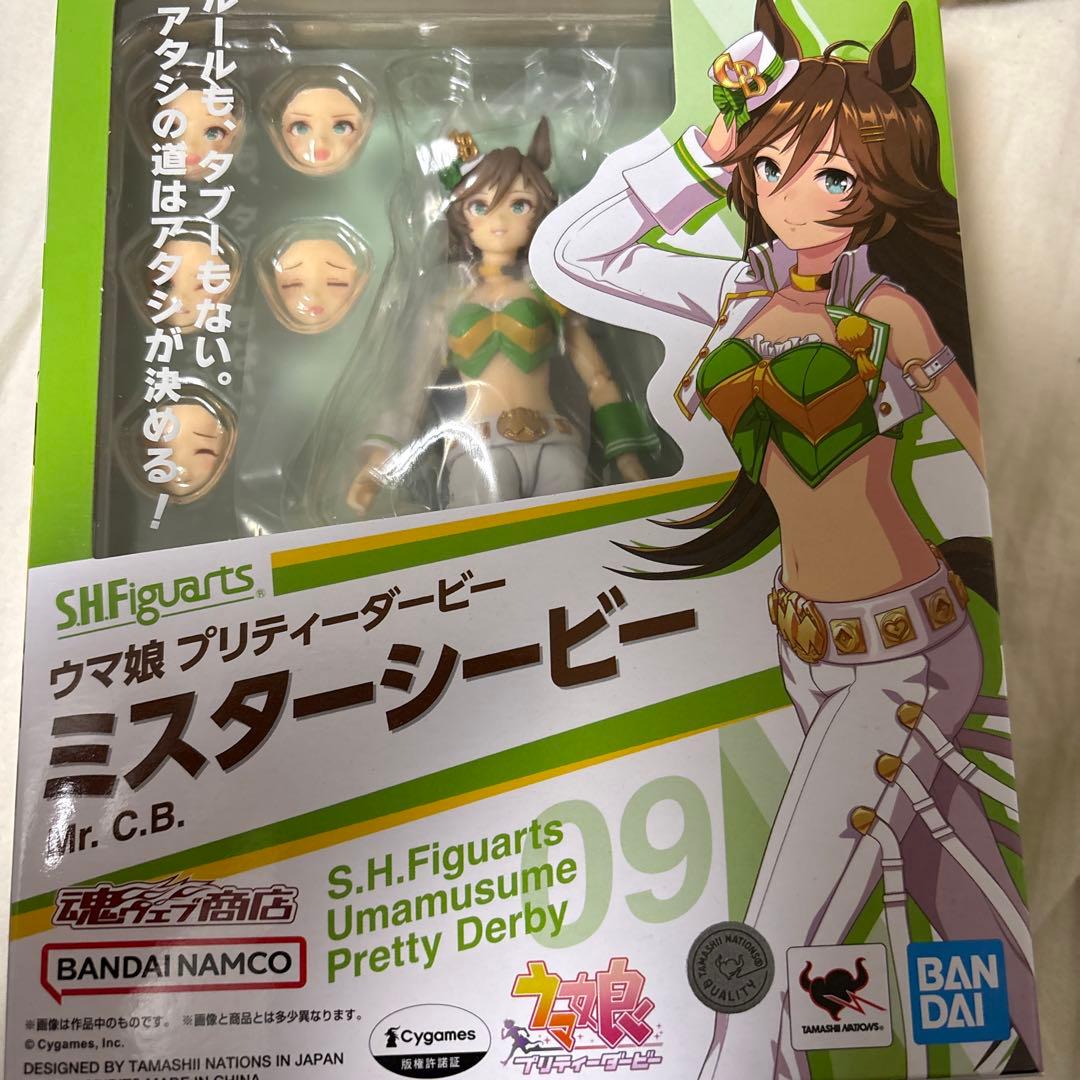 ルールも、タブーもない。
アタシの道はアタシが決める！
S.H.Figuarts®
ウマ娘 プリティーダービー
ミスターシービー
Mr. C.B.
魂ウェブ商店
BANDAI NAMCO
S.H.Figuarts
Umamusume
Pretty Derby
09
※画像は作品中のものです。 ※画像と商品とは多少異なります。
© Cygames, Inc.
DESIGNED BY TAMASHII NATIONS IN JAPAN
MADE IN CHINA
Cygames
版権許諾証
ウマ娘
プリティーダービー
TAMASHII NATIONS®
QUALITY
TAMASHII NATIONS®
BAN
DAI